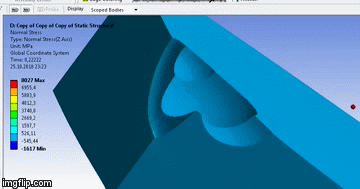 Display
Scoped Bodies
D: Copy of Copy of Copy of Static Structural
Normal Stress
Type: Normal Stress(Z Axis)
Unit: MPa
Global Coordinate System
Time: 0,22222
25.10.2018 23:23
8027 Max
6955,4
5883,9
4812,3
3740,8
2669,2
1597,7
526,11
-545,44
-1617 Min
imgflip.com